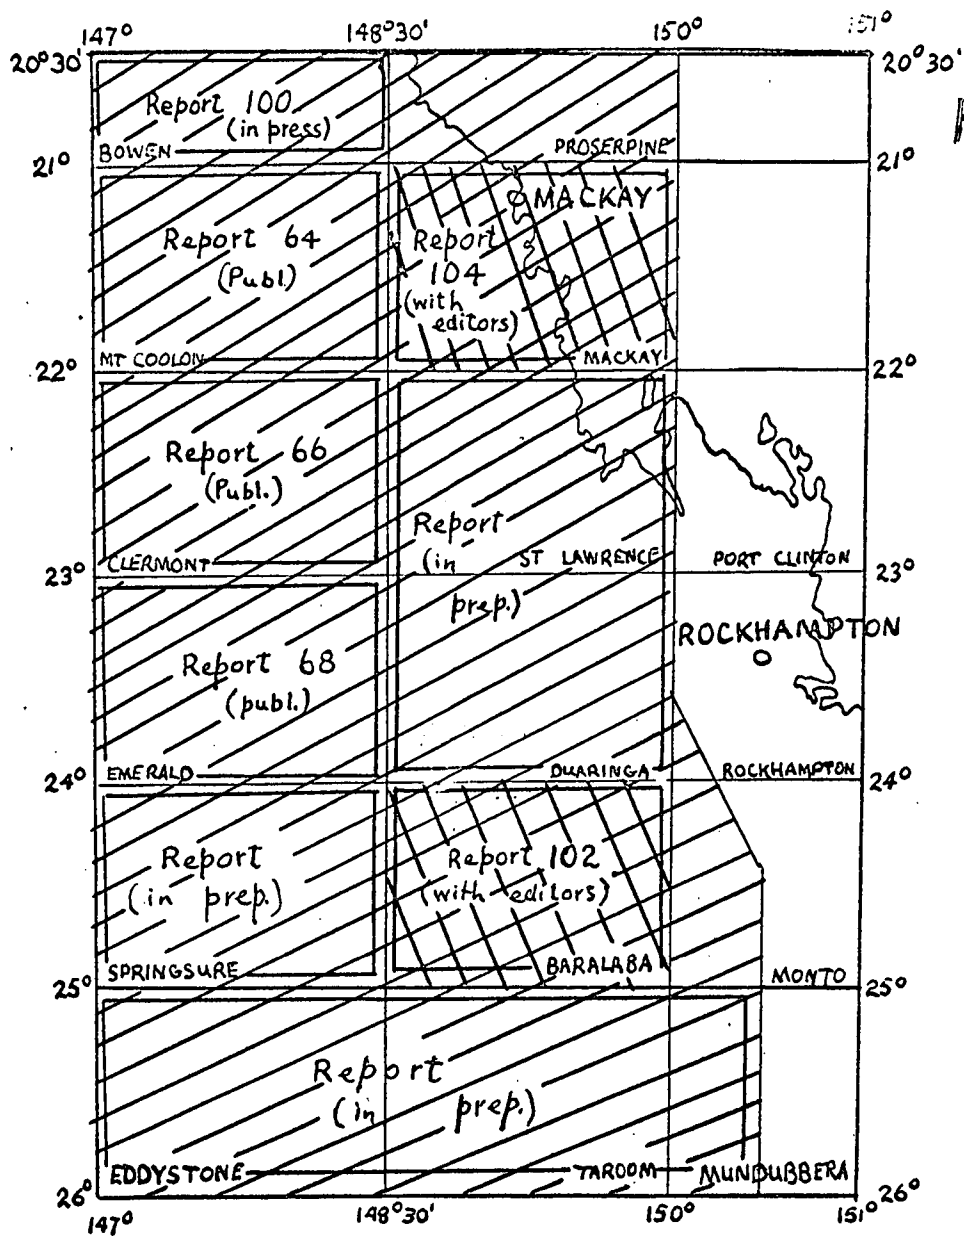 147° 148°30' 150° 151°
20°30' 20°30'
Report 100
(in press)
BOWEN PROSERPINE
21° 21°
MACKAY
Report 64
(Publ.)
Report
104
(with
editors)
MT COOLON MACKAY
22° 22°
Report 66
(Publ.)
Report
(in
prep.)
CLERMONT ST LAWRENCE PORT CLINTON
23° 23°
ROCKHAMPTON
Report 68
(publ.)
EMERALD DUARINGA ROCKHAMPTON
24° 24°
Report
(in prep.)
Report 102
(with editors)
SPRINGSURE BARALABA MONTO
25° 25°
Report
(in prep.)
EDDYSTONE TAROOM MUNDUBBERA
26° 26°
147° 148°30' 150° 151°